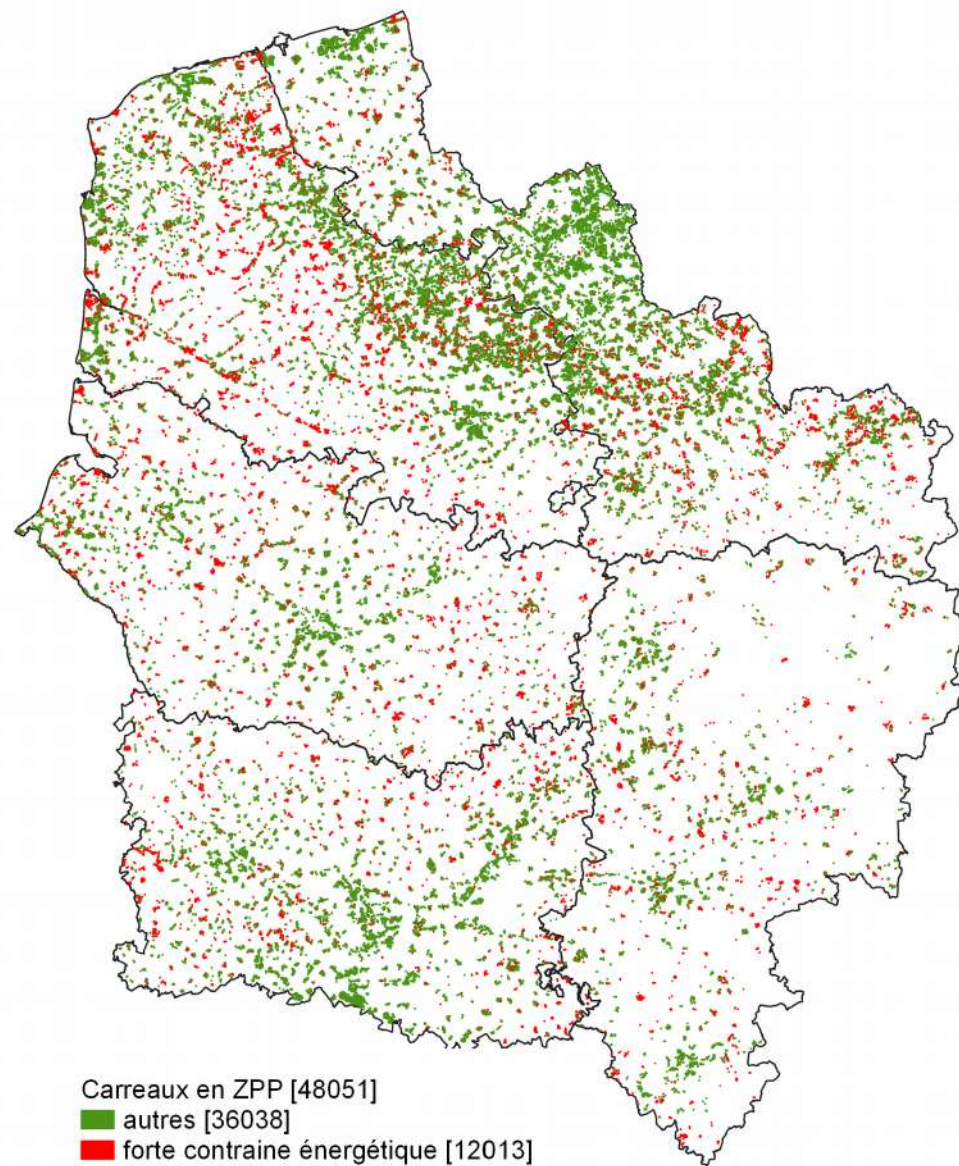 Carreaux en ZPP [48051]
autres [36038]
forte contraine énergétique [12013]